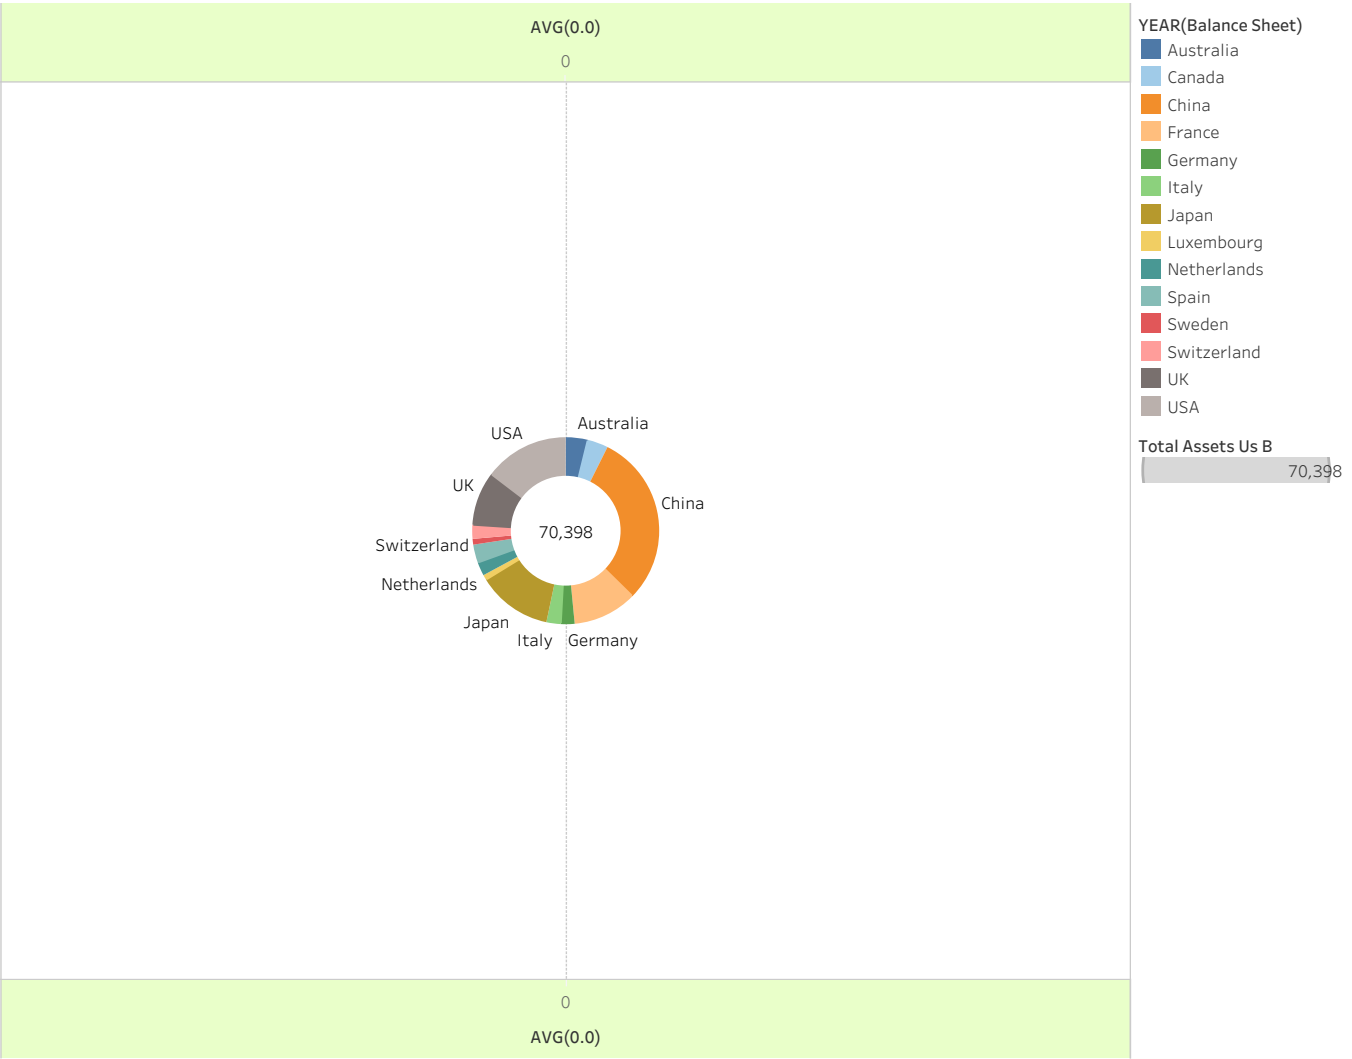 AVG(0.0)
0
YEAR(Balance Sheet)
Australia
Canada
China
France
Germany
Italy
Japan
Luxembourg
Netherlands
Spain
Sweden
Switzerland
UK
USA
Total Assets Us B
70,398
Australia
USA
UK
China
70,398
Switzerland
Netherlands
Japan
Italy
Germany
0
AVG(0.0)